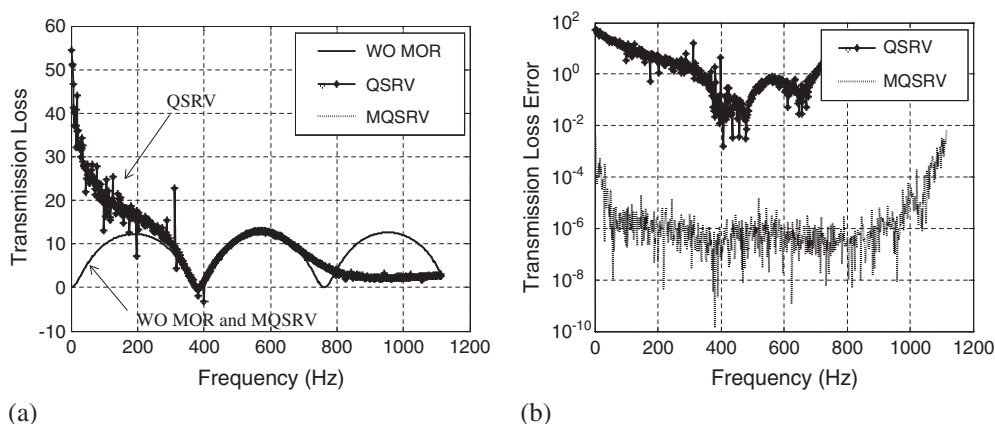 60
50
40
30
20
10
0
-10
Transmission Loss
WO MOR
QSRV
MQSRV
QSRV
WO MOR and MQSRV
0 200 400 600 800 1000 1200
Frequency (Hz)
(a)
10^2
10^0
10^-2
10^-4
10^-6
10^-8
10^-10
Transmission Loss Error
QSRV
MQSRV
0 200 400 600 800 1000 1200
Frequency (Hz)
(b)